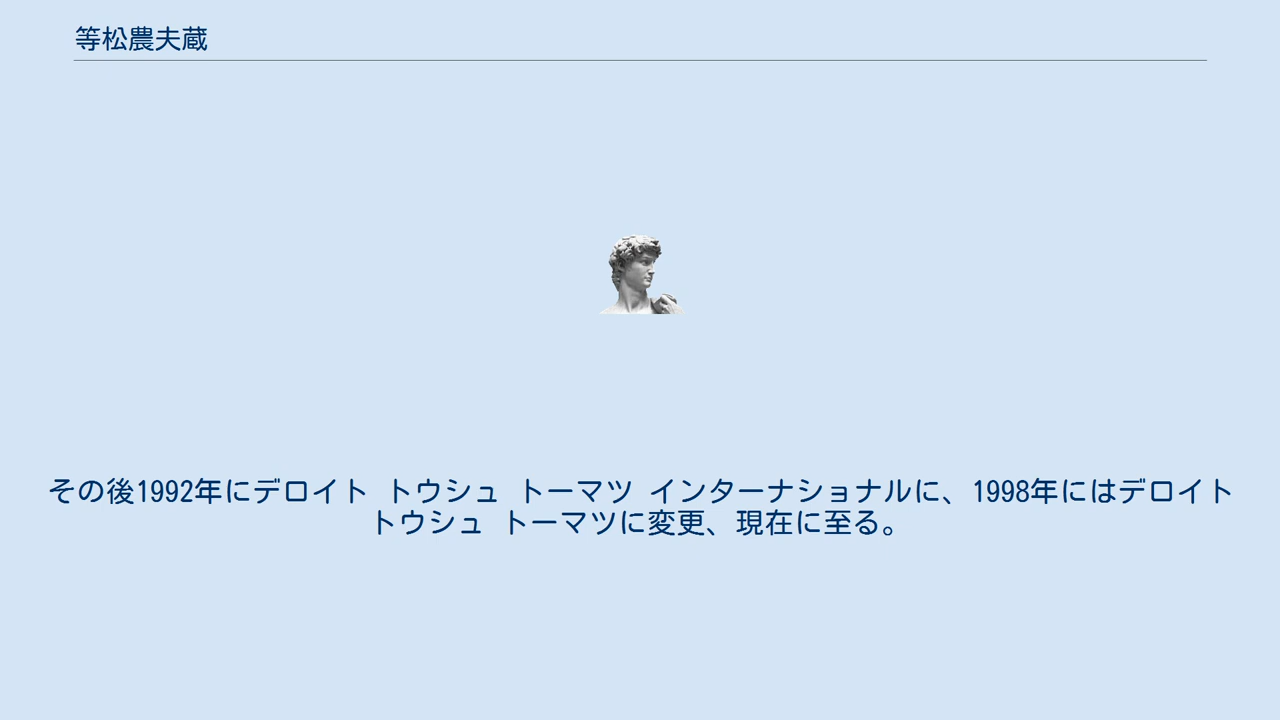 等松農夫蔵
その後1992年にデロイト トウシュ トーマツ インターナショナルに、1998年にはデロイト
トウシュ トーマツに変更、現在に至る。